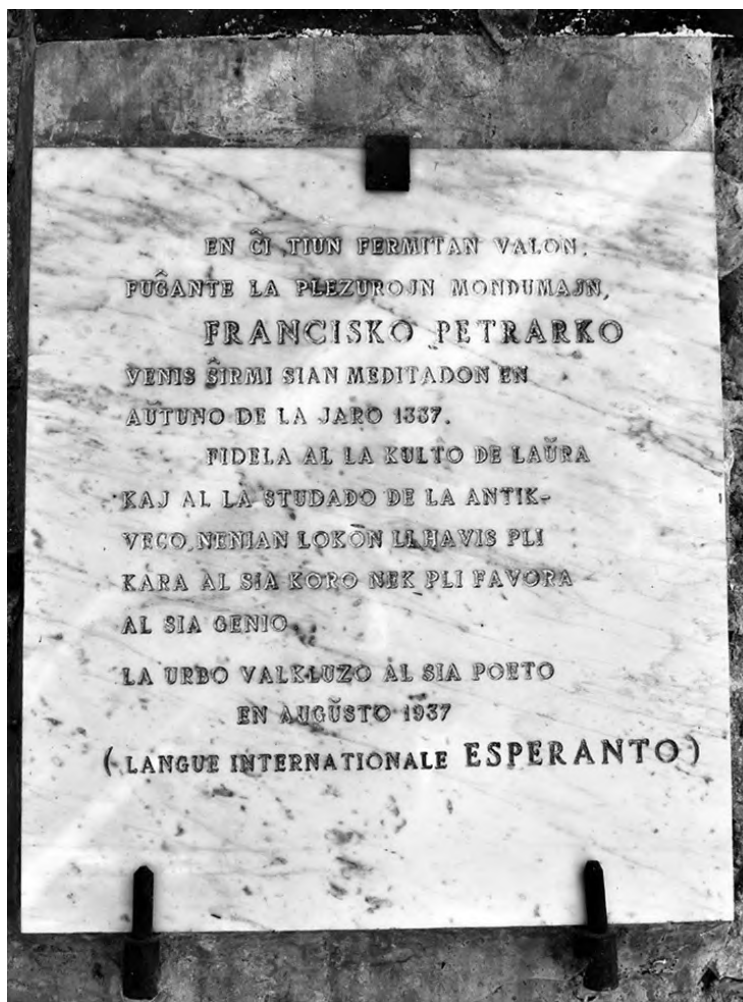 EN ĈI TIUN FERMITAN VALON,
FUĜANTE LA PLEZUROJN MONDUMAJN,
FRANCISKO PETRARKO
VENIS ŜIRMI SIAN MEDITADON EN
AŬTUNO DE LA JARO 1337.
FIDELA AL LA KULTO DE LAŬRA
KAJ AL LA STUDADO DE LA ANTIK-
VECO, NENIAN LOKON LI HAVIS PLI
KARA AL SIA KORO NEK PLI FAVORA
AL SIA GENIO.
LA URBO VALKLUZO AL SIA POETO
EN AUGŬSTO 1937
( LANGUE INTERNATIONALE ESPERANTO )